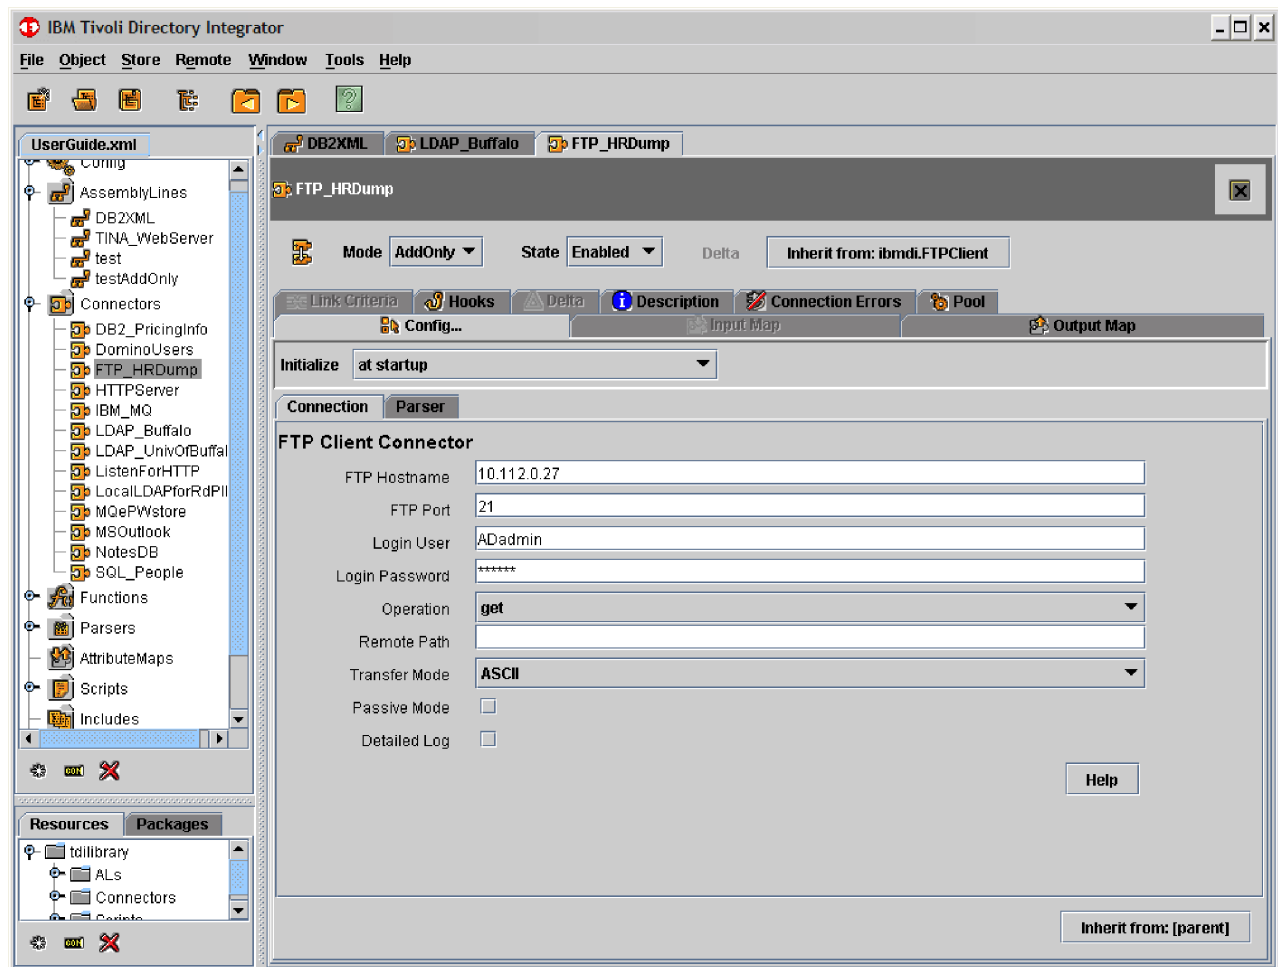 IBM Tivoli Directory Integrator
File Object Store Remote Window Tools Help
UserGuide.xml
Config
AssemblyLines
DB2XML
TINA_WebServer
test
testAddOnly
Connectors
DB2_PricingInfo
DominoUsers
FTP_HRDump
HTTPServer
IBM_MQ
LDAP_Buffalo
LDAP_UnivOfBuffal
ListenForHTTP
LocalLDAPforRdPll
MQePWstore
MSOutlook
NotesDB
SQL_People
Functions
Parsers
AttributeMaps
Scripts
Includes
CON
Resources Packages
tdilibrary
ALs
Connectors
Scripts
CON
DB2XML LDAP_Buffalo FTP_HRDump
FTP_HRDump
Mode AddOnly State Enabled Delta Inherit from: ibmdi.FTPClient
Link Criteria Hooks Delta Description Connection Errors Pool
Config... Input Map Output Map
Initialize at startup
Connection Parser
FTP Client Connector
FTP Hostname 10.112.0.27
FTP Port 21
Login User ADadmin
Login Password ******
Operation get
Remote Path
Transfer Mode ASCII
Passive Mode
Detailed Log
Help
Inherit from: [parent]